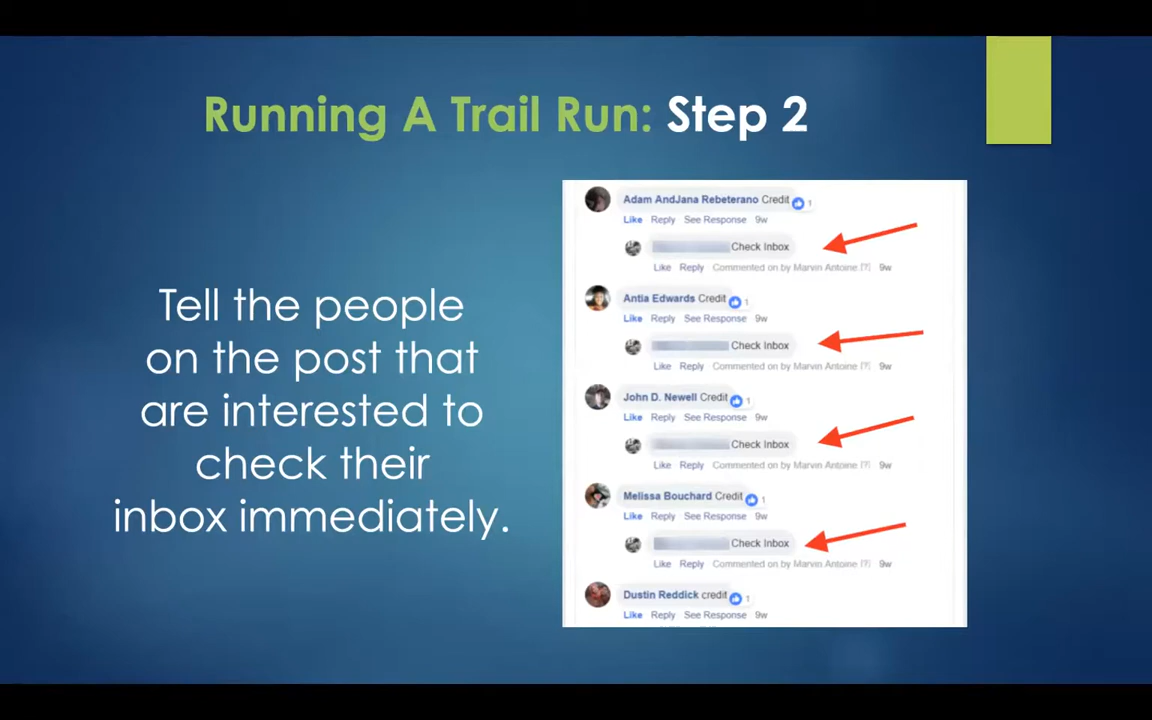 Running A Trail Run: Step 2
Tell the people
on the post that
are interested to
check their
inbox immediately.
Adam AndJana Rebeterano Credit 1
Like Reply See Response 9w
Check Inbox
Like Reply Commented on by Marvin Antoine [?] 9w
Antia Edwards Credit 1
Like Reply See Response 9w
Check Inbox
Like Reply Commented on by Marvin Antoine [?] 9w
John D. Newell Credit 1
Like Reply See Response 9w
Check Inbox
Like Reply Commented on by Marvin Antoine [?] 9w
Melissa Bouchard Credit 1
Like Reply See Response 9w
Check Inbox
Like Reply Commented on by Marvin Antoine [?] 9w
Dustin Reddick credit 1
Like Reply See Response 9w